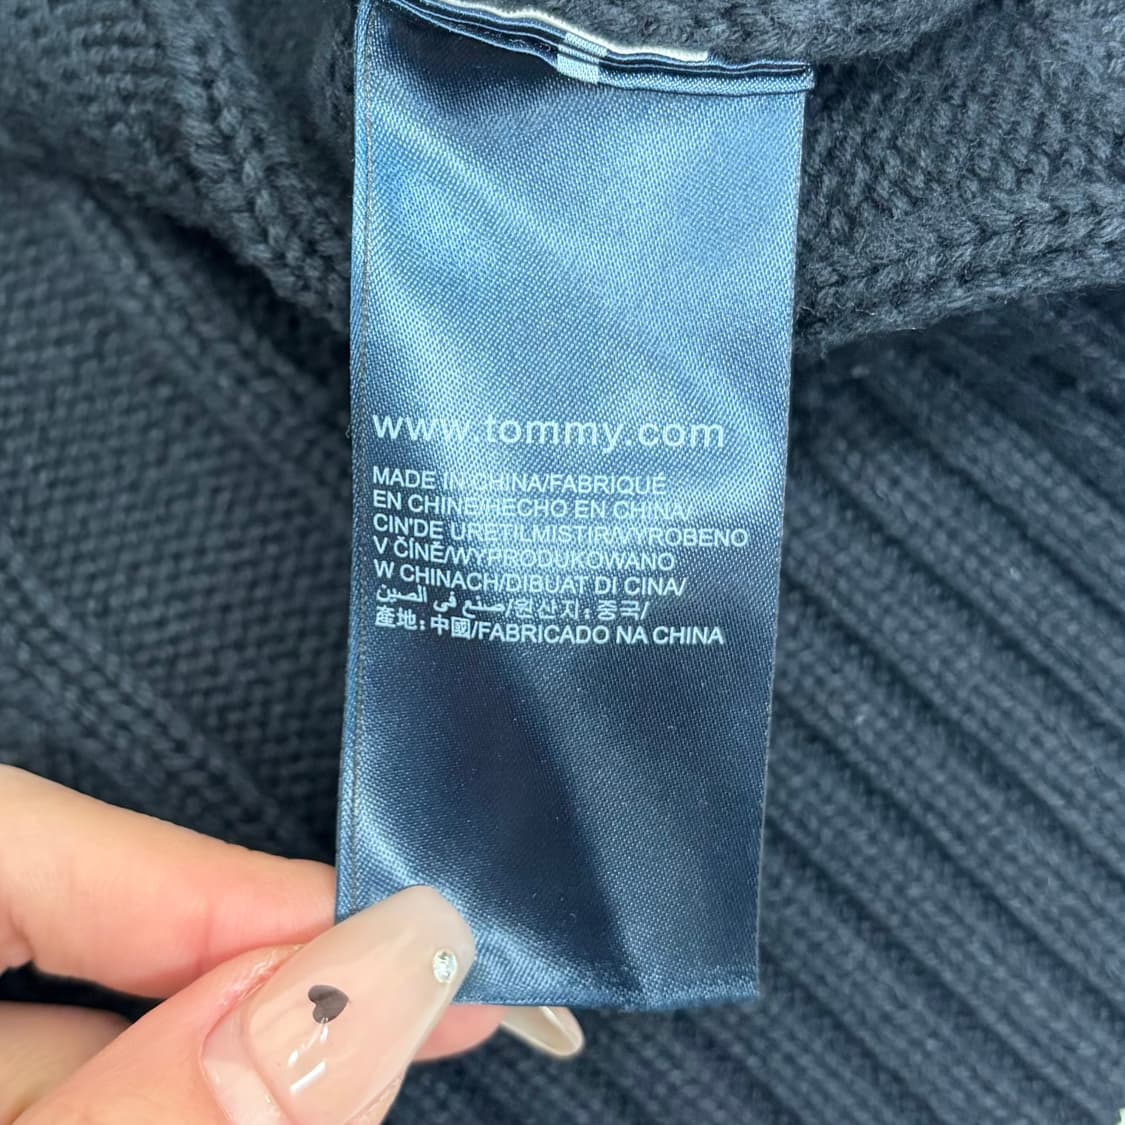 www.tommy.com
MADE IN CHINA/FABRIQUÉ
EN CHINE/HECHO EN CHINA/
CIN'DE URETILMISTIR/VYROBENO
V ČÍNĚ/WYPRODUKOWANO
W CHINACH/DIBUAT DI CINA/
صنع في الصين/원산지: 중국/
產地: 中國/FABRICADO NA CHINA